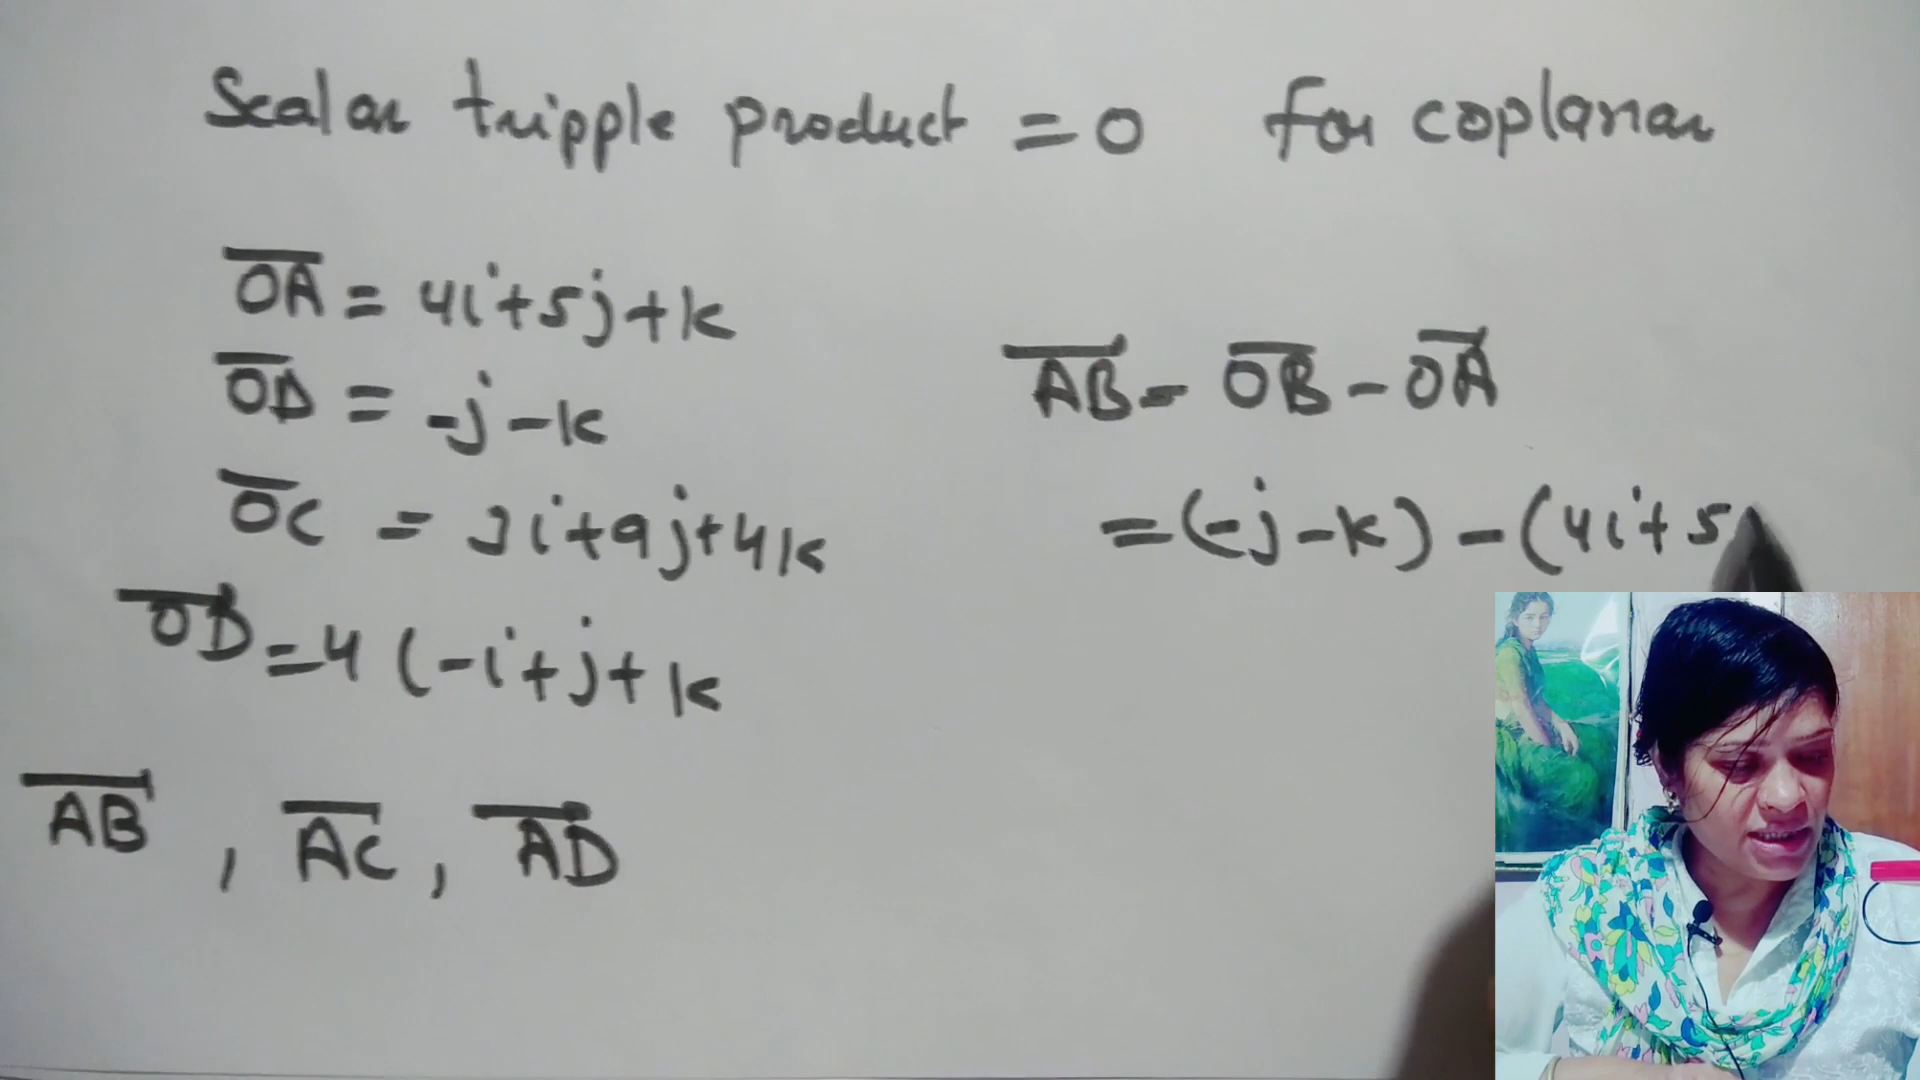 Scalar tripple product = 0 for coplanar
OA = 4i+5j+k
OB = -j-k
OC = 3i+9j+4k
OD = 4(-i+j+k
AB, AC, AD
AB = OB - OA
= (-j-k) - (4i+5